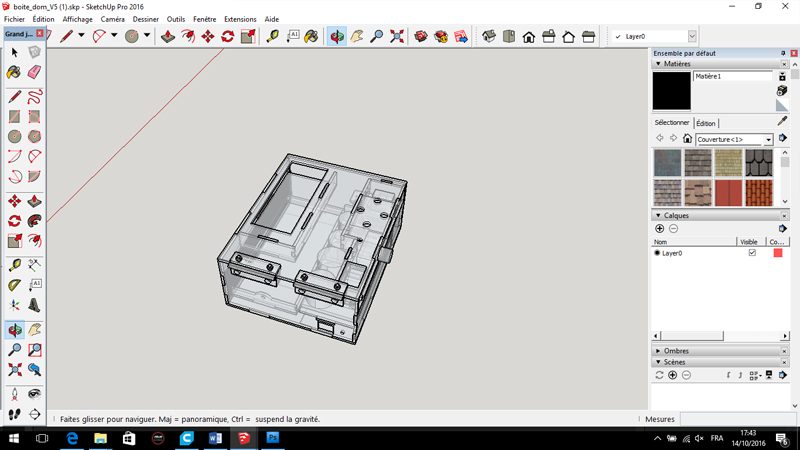 boite_dom_V5 (1).skp - SketchUp Pro 2016
Fichier Edition Affichage Caméra Dessiner Outils Fenêtre Extensions Aide
Grand j...
Layer0
A1
Ensemble par défaut
Matières
Matière1
Sélectionner Édition
Couverture<1>
Calques
Nom Visible Co...
Layer0
A1
Ombres
Scènes
Faites glisser pour naviguer. Maj = panoramique, Ctrl = suspend la gravité.
Mesures
FRA
17:43
14/10/2016